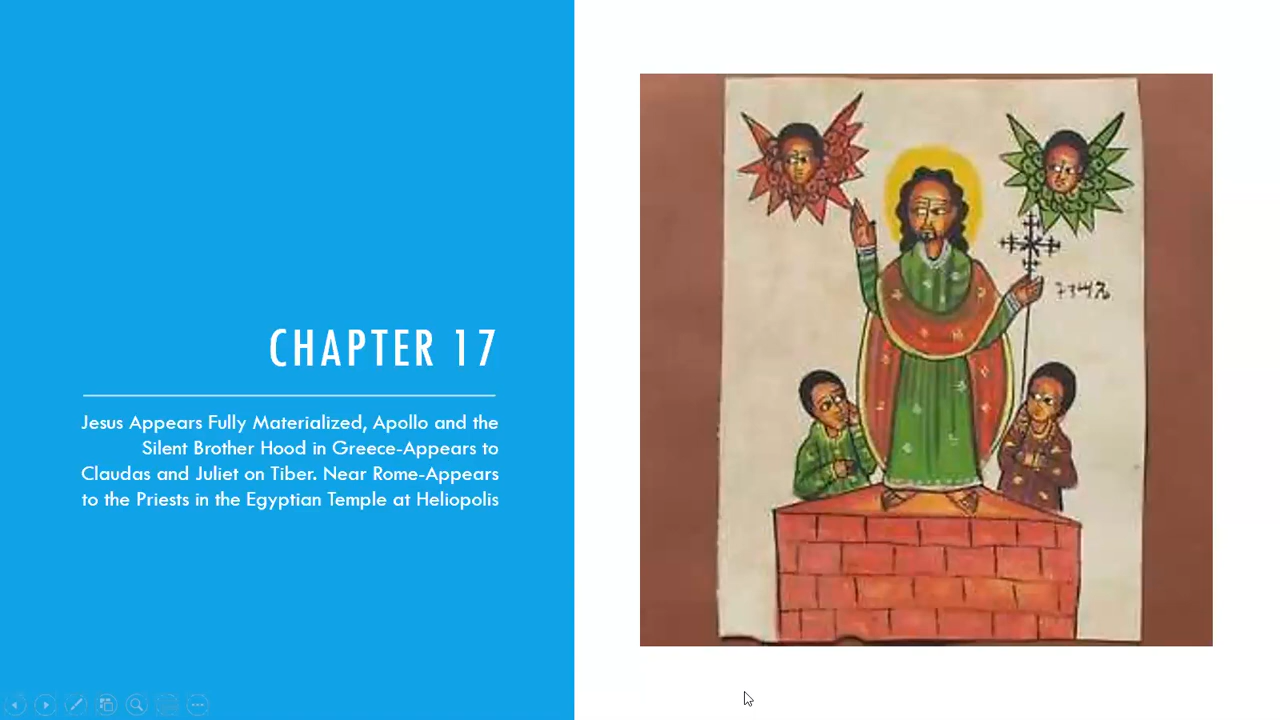 CHAPTER 17
Jesus Appears Fully Materialized, Apollo and the
Silent Brother Hood in Greece-Appears to
Claudas and Juliet on Tiber. Near Rome-Appears
to the Priests in the Egyptian Temple at Heliopolis